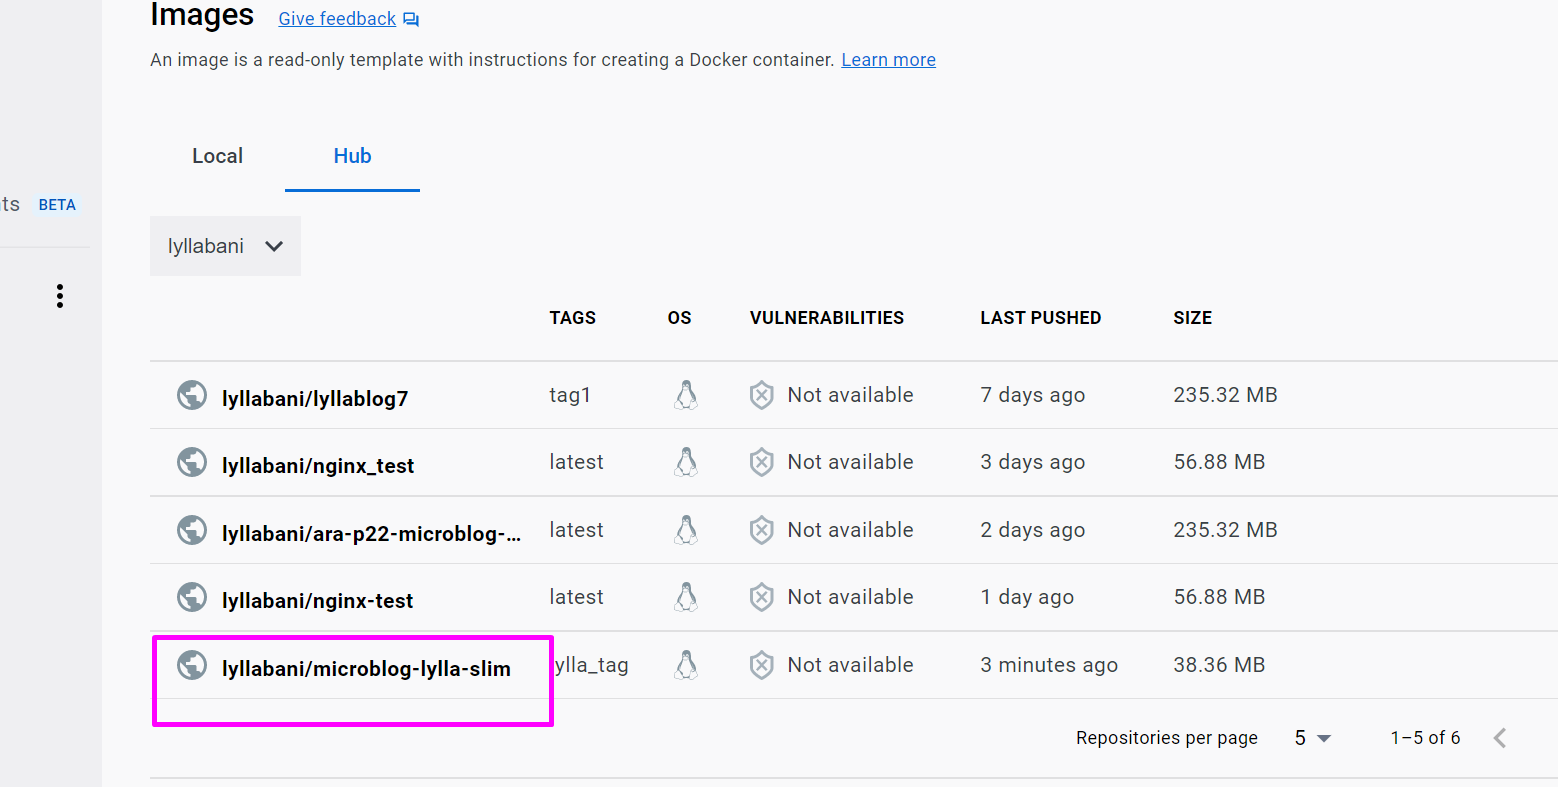 Images Give feedback
An image is a read-only template with instructions for creating a Docker container. Learn more
Local Hub
ts BETA
lyllabani
TAGS OS VULNERABILITIES LAST PUSHED SIZE
lyllabani/lyllablog7 tag1 Not available 7 days ago 235.32 MB
lyllabani/nginx_test latest Not available 3 days ago 56.88 MB
lyllabani/ara-p22-microblog-... latest Not available 2 days ago 235.32 MB
lyllabani/nginx-test latest Not available 1 day ago 56.88 MB
lyllabani/microblog-lylla-slim ylla_tag Not available 3 minutes ago 38.36 MB
Repositories per page 5 1–5 of 6